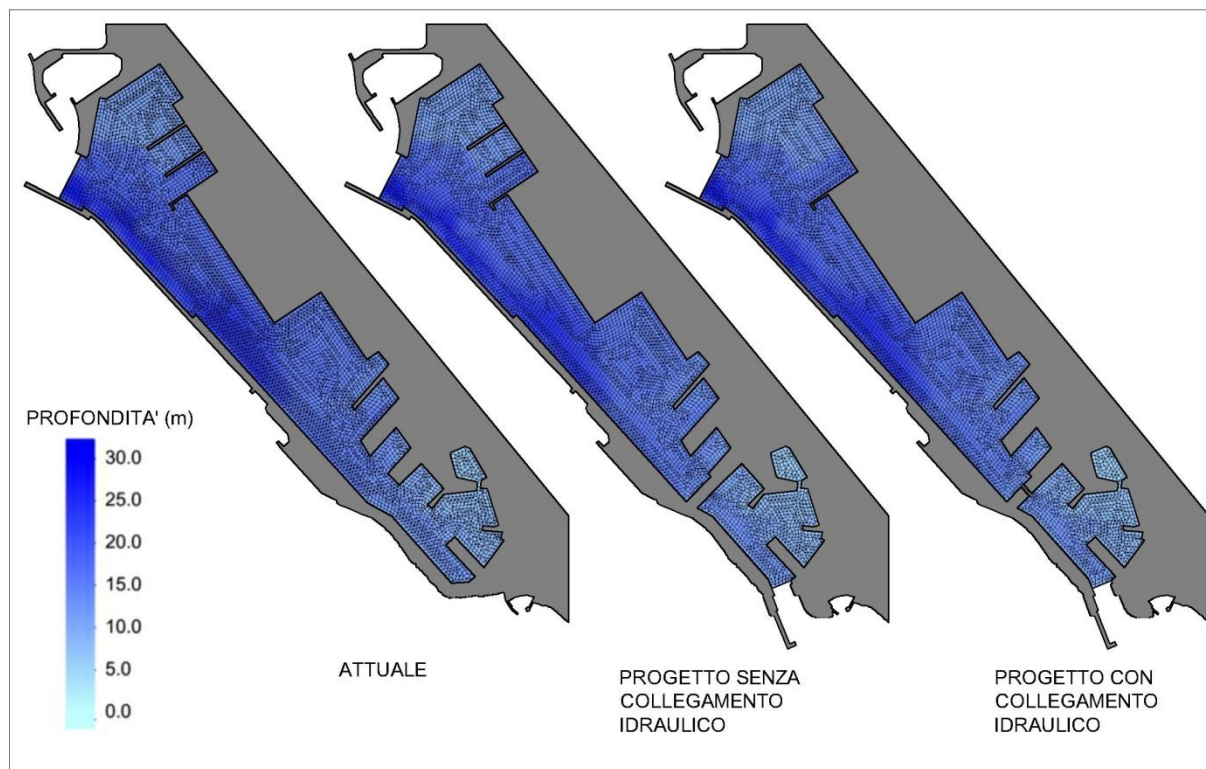 PROFONDITA' (m)
30.0
25.0
20.0
15.0
10.0
5.0
0.0
ATTUALE
PROGETTO SENZA
COLLEGAMENTO
IDRAULICO
PROGETTO CON
COLLEGAMENTO
IDRAULICO